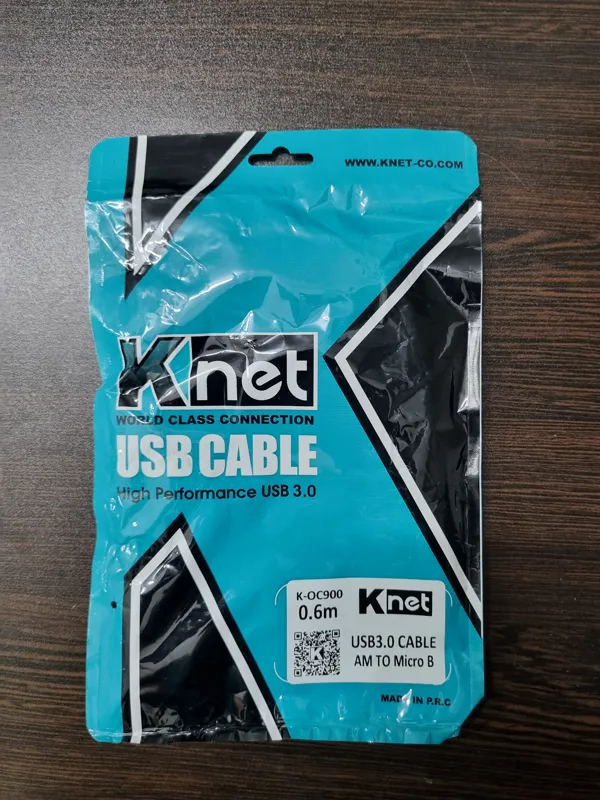 WWW.KNET-CO.COM
Knet
WORLD CLASS CONNECTION
USB CABLE
High Performance USB 3.0
K-OC900
0.6m
Knet
USB3.0 CABLE
AM TO Micro B
MADE IN P.R.C